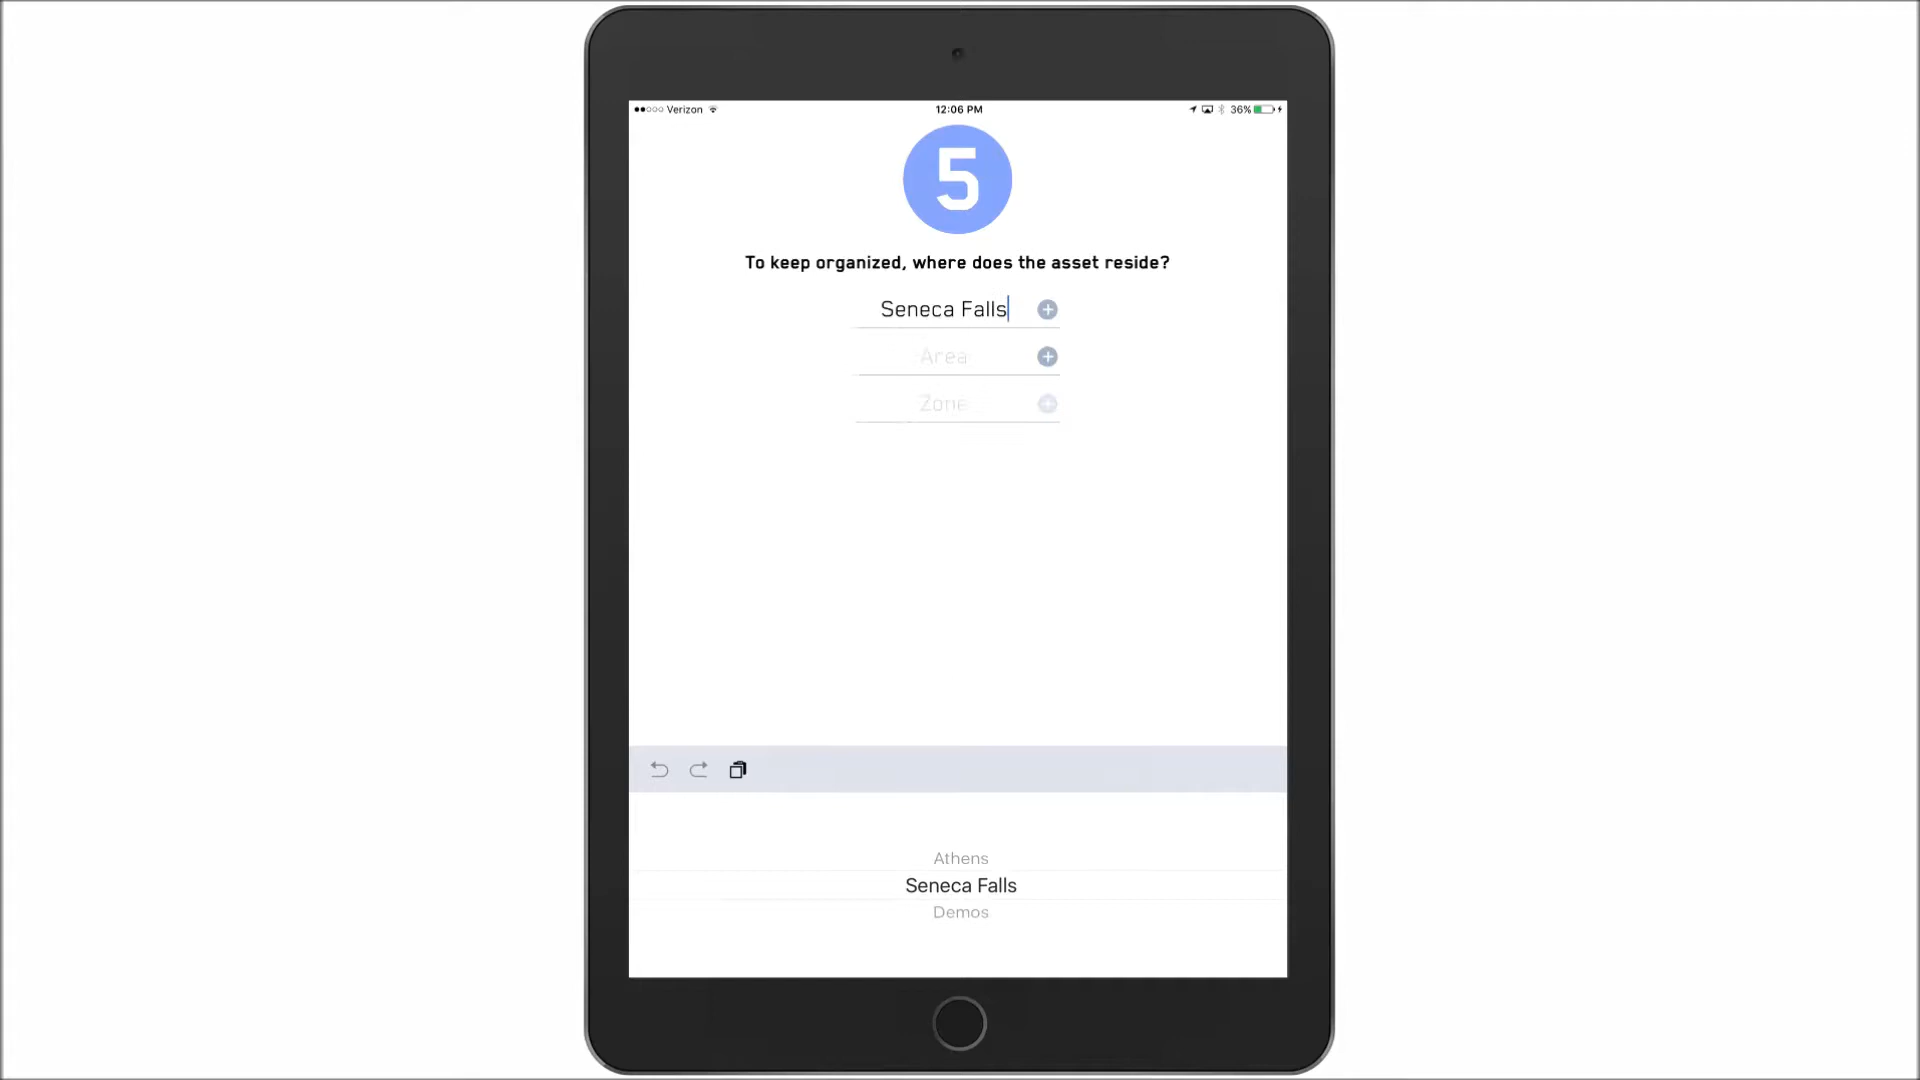 Verizon 12:06 PM 36%
5
To keep organized, where does the asset reside?
Seneca Falls
Area
Zone
Athens
Seneca Falls
Demos